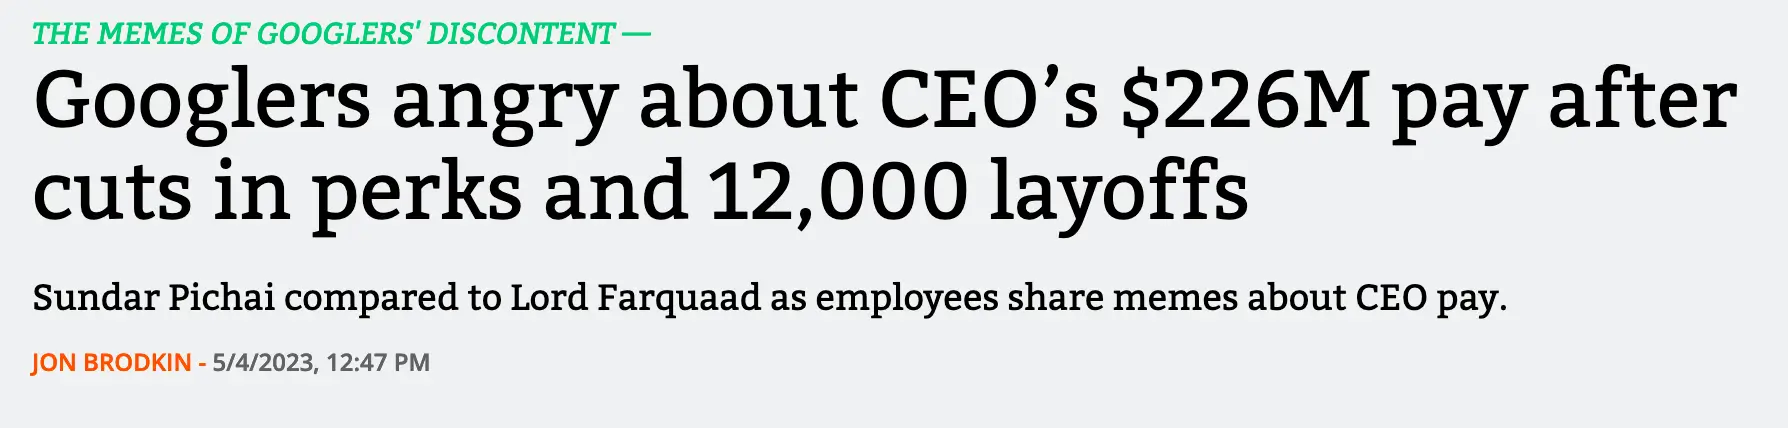 THE MEMES OF GOOGLERS' DISCONTENT —
Googlers angry about CEO’s $226M pay after
cuts in perks and 12,000 layoffs
Sundar Pichai compared to Lord Farquaad as employees share memes about CEO pay.
JON BRODKIN - 5/4/2023, 12:47 PM